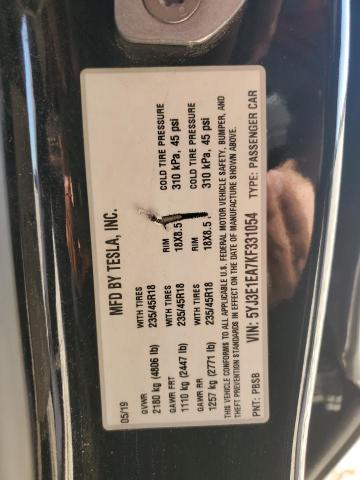 MFD BY TESLA, INC.
05/19
GVWR WITH TIRES RIM COLD TIRE PRESSURE
2180 kg (4806 lb) 235/45R18 18X8.5 310 kPa, 45 psi
GAWR FRT WITH TIRES COLD TIRE PRESSURE
1110 kg (2447 lb) 235/45R18 310 kPa, 45 psi
GAWR RR WITH TIRES RIM
1257 kg (2771 lb) 235/45R18 18X8.5
THIS VEHICLE CONFORMS TO ALL APPLICABLE U.S. FEDERAL MOTOR VEHICLE SAFETY, BUMPER, AND
THEFT PREVENTION STANDARDS IN EFFECT ON THE DATE OF MANUFACTURE SHOWN ABOVE.
VIN: 5YJ3E1EA7KF331054
PNT: PBSB TYPE: PASSENGER CAR